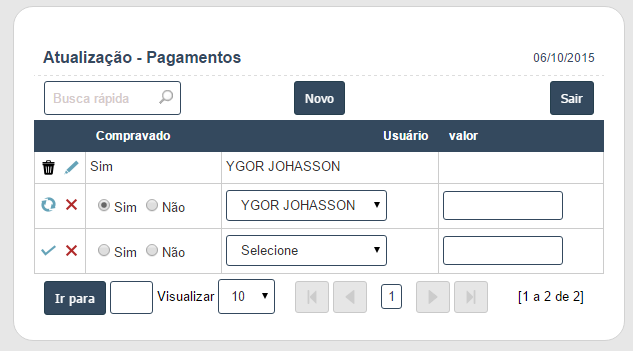 Atualização - Pagamentos 06/10/2015
Busca rápida Novo Sair
Compravado Usuário valor
Sim YGOR JOHASSON
Sim Não YGOR JOHASSON
Sim Não Selecione
Ir para Visualizar 10 1 [1 a 2 de 2]